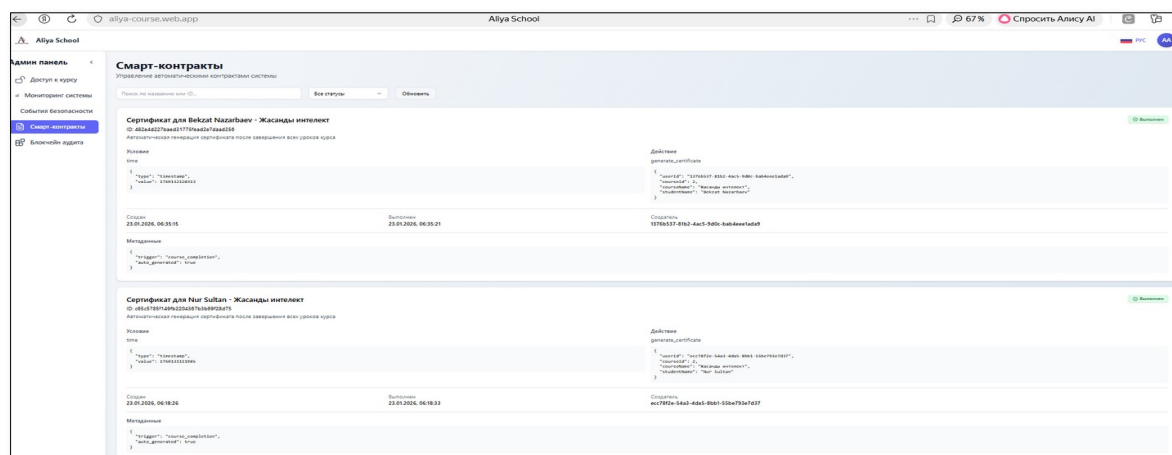 aliya-course.web.app
Aliya School
67 %
Спросить Алису AI
Aliya School
РУС
AA
Админ панель
Доступ к курсу
Мониторинг системы
События безопасности
Смарт-контракты
Блокчейн аудита
Смарт-контракты
Управление автоматическими контрактами системы
Поиск по названию или ID...
Все статусы
Обновить
Сертификат для Bekzat Nazarbaev - Жасанды интелект
Выполнен
Автоматическая генерация сертификата после завершения всех уроков курса
Условие
time
{
"type": "timestamp",
}
Действие
generate_certificate
{
"courseId": 2,
"courseName": "Жасанды интелект",
"studentName": "Bekzat Nazarbaev"
}
Создан
23.01.2026, 06:35:15
Выполнен
23.01.2026, 06:35:21
Создатель
1376b537-81b2-4ac5-9d0c-bab4eee1ada9
Метаданные
{
"trigger": "course_completion",
"auto_generated": true
}
Сертификат для Nur Sultan - Жасанды интелект
Выполнен
Автоматическая генерация сертификата после завершения всех уроков курса
Условие
time
{
"type": "timestamp",
}
Действие
generate_certificate
{
"courseId": 2,
"courseName": "Жасанды интелект",
"studentName": "Nur Sultan"
}
Создан
23.01.2026, 06:18:26
Выполнен
23.01.2026, 06:18:33
Создатель
ecc78f2e-54a3-4da5-8bb1-55be793e7d37
Метаданные
{
"trigger": "course_completion",
"auto_generated": true
}